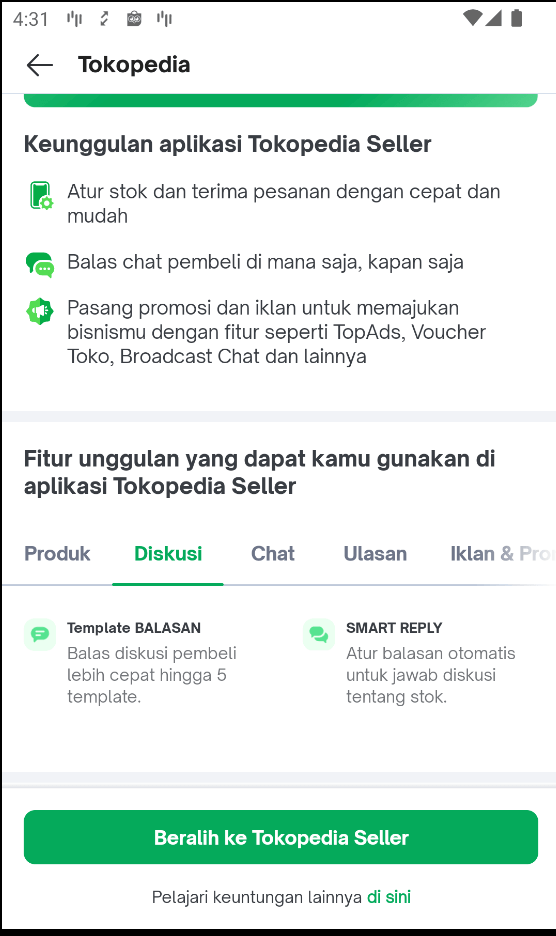 4:31
Tokopedia
Keunggulan aplikasi Tokopedia Seller
Atur stok dan terima pesanan dengan cepat dan
mudah
Balas chat pembeli di mana saja, kapan saja
Pasang promosi dan iklan untuk memajukan
bisnismu dengan fitur seperti TopAds, Voucher
Toko, Broadcast Chat dan lainnya
Fitur unggulan yang dapat kamu gunakan di
aplikasi Tokopedia Seller
Produk Diskusi Chat Ulasan Iklan & Pro
Template BALASAN
Balas diskusi pembeli
lebih cepat hingga 5
template.
SMART REPLY
Atur balasan otomatis
untuk jawab diskusi
tentang stok.
Beralih ke Tokopedia Seller
Pelajari keuntungan lainnya di sini